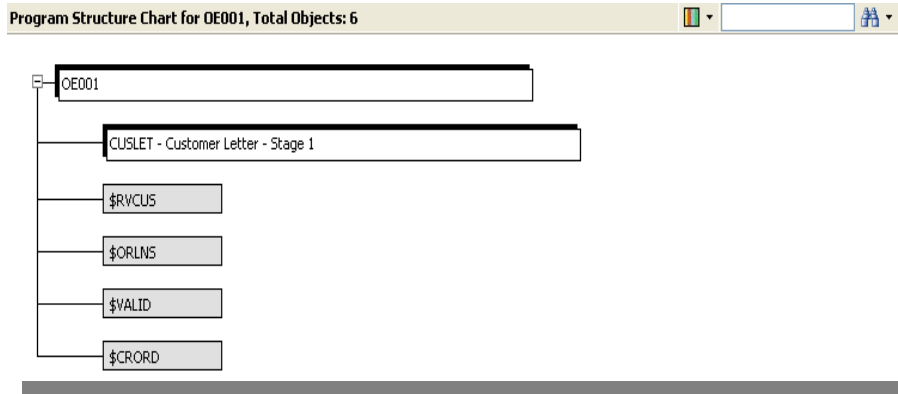 Program Structure Chart for OE001, Total Objects: 6
OE001
CUSLET - Customer Letter - Stage 1
$RVCUS
$ORLNS
$VALID
$CRORD